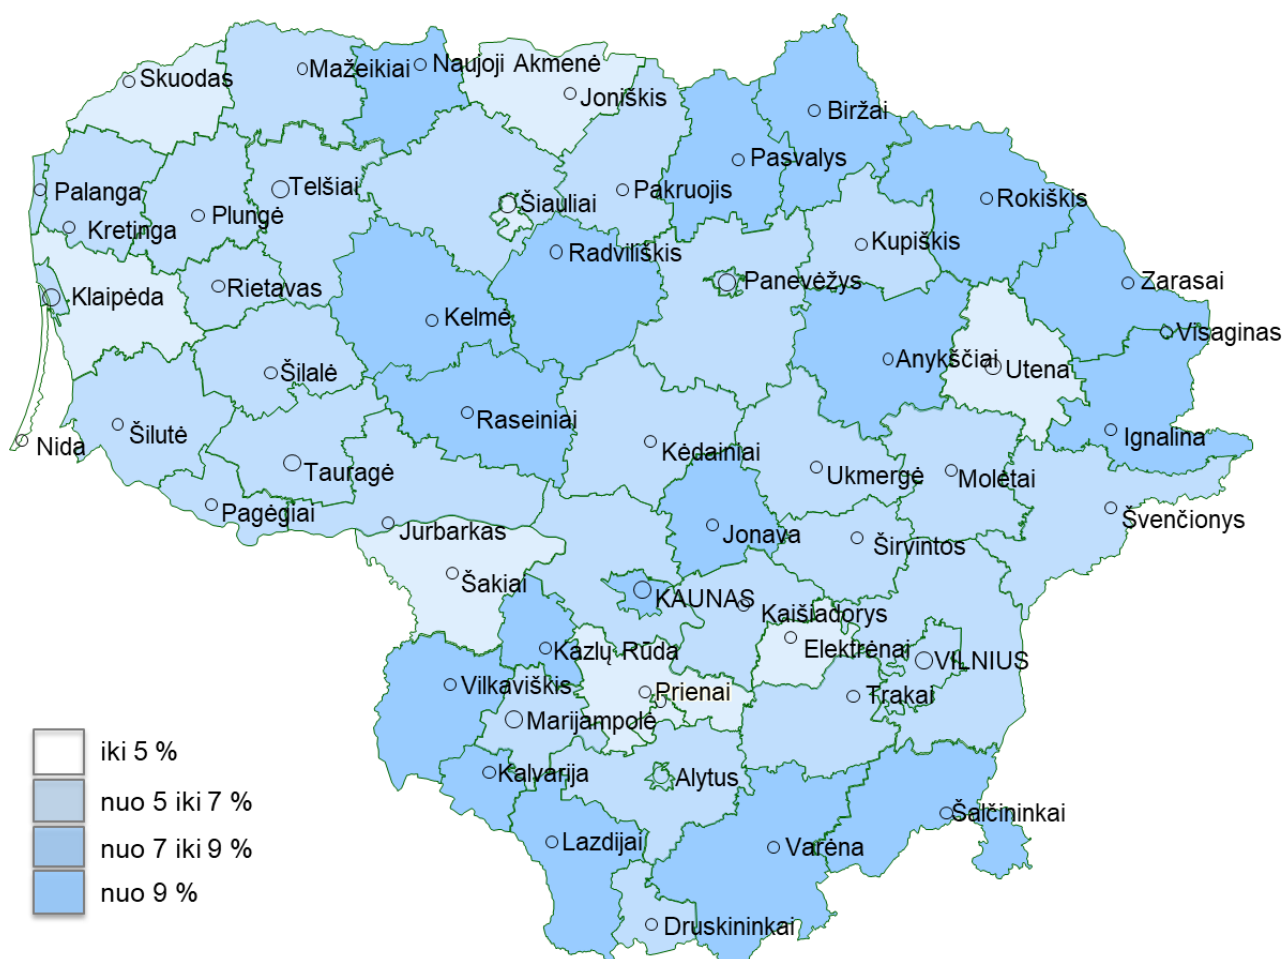 Skuodas
Mažeikiai
Naujoji Akmenė
Joniškis
Biržai
Pasvalys
Palanga
Telšiai
Šiauliai
Pakruojis
Rokiškis
Kretinga
Plungė
Radviliškis
Kupiškis
Klaipėda
Rietavas
Panevėžys
Zarasai
Kelmė
Visaginas
Šilalė
Anykščiai
Utena
Nida
Šilutė
Raseiniai
Kėdainiai
Ignalina
Tauragė
Ukmergė
Molėtai
Pagėgiai
Jurbarkas
Jonava
Širvintos
Švenčionys
Šakiai
KAUNAS
Kaišiadorys
Kazlų Rūda
Elektrėnai
VILNIUS
Vilkaviškis
Prienai
Trakai
Marijampolė
Kalvarija
Alytus
Šalčininkai
Lazdijai
Varėna
Druskininkai
iki 5 %
nuo 5 iki 7 %
nuo 7 iki 9 %
nuo 9 %